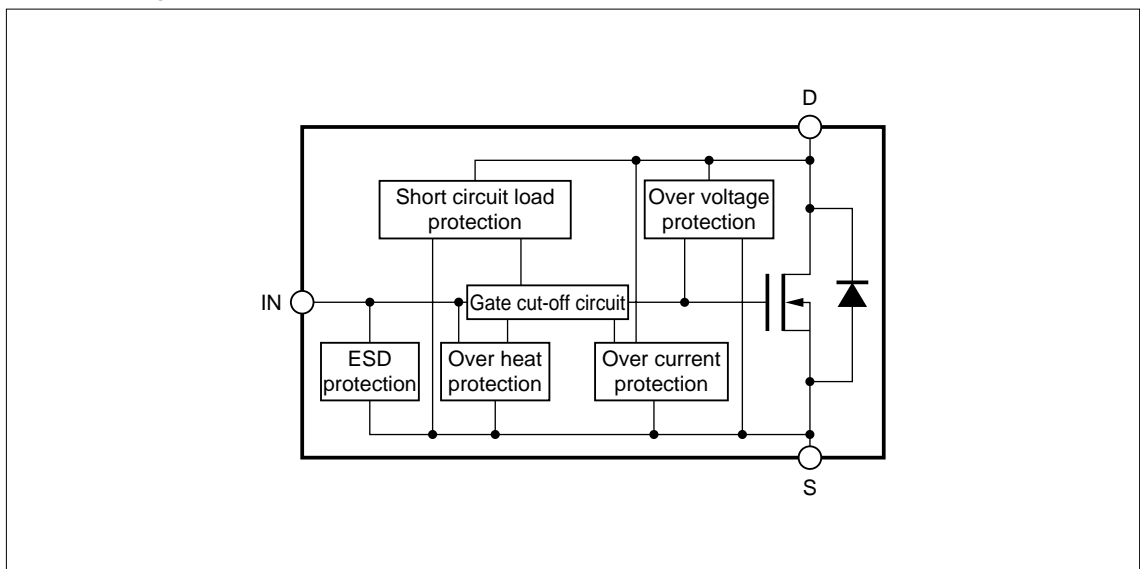 D
Short circuit load
protection
Over voltage
protection
IN
Gate cut-off circuit
ESD
protection
Over heat
protection
Over current
protection
S